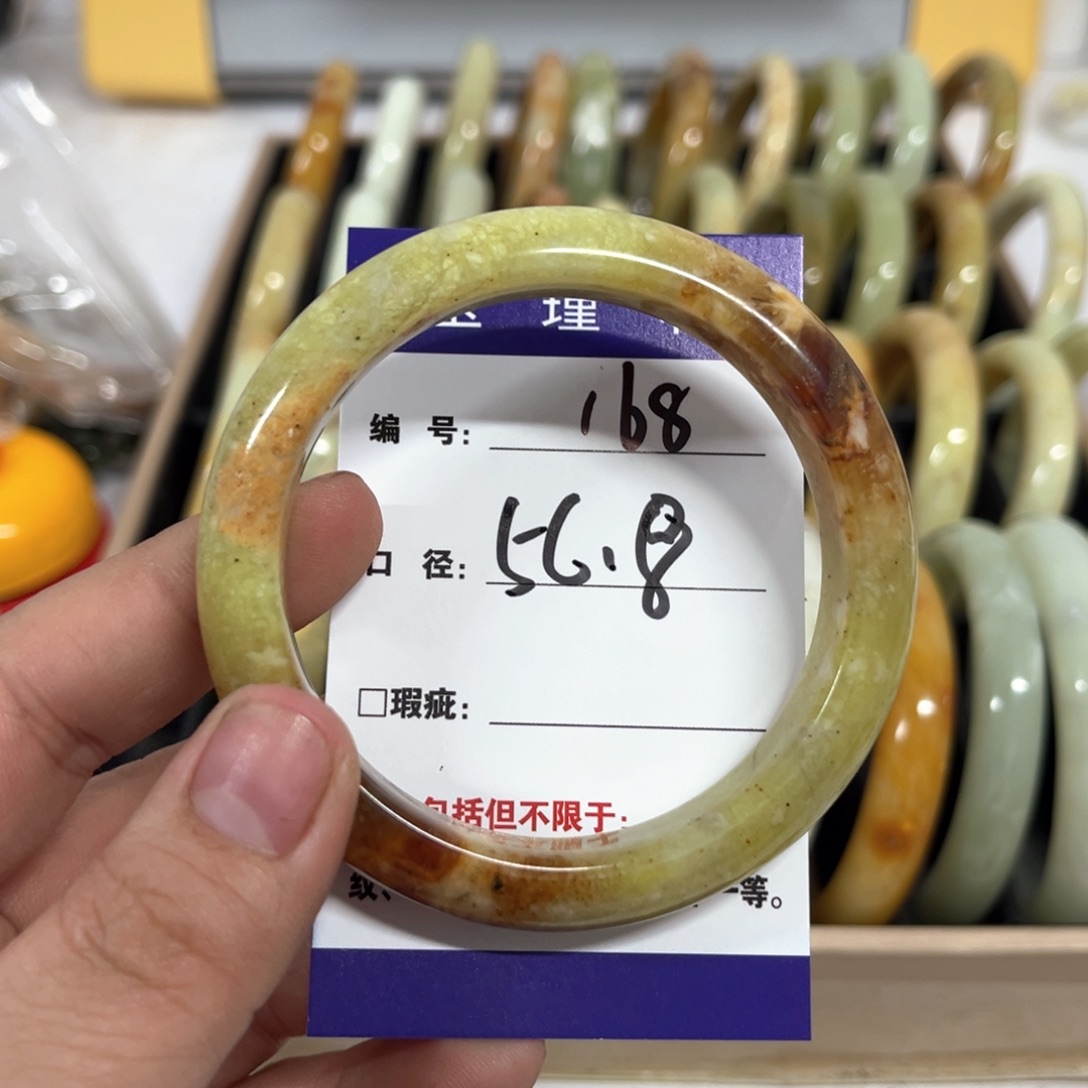 理
编 号: 168
口 径: 56.8
□瑕疵:
包括但不限于:
纹、 等。